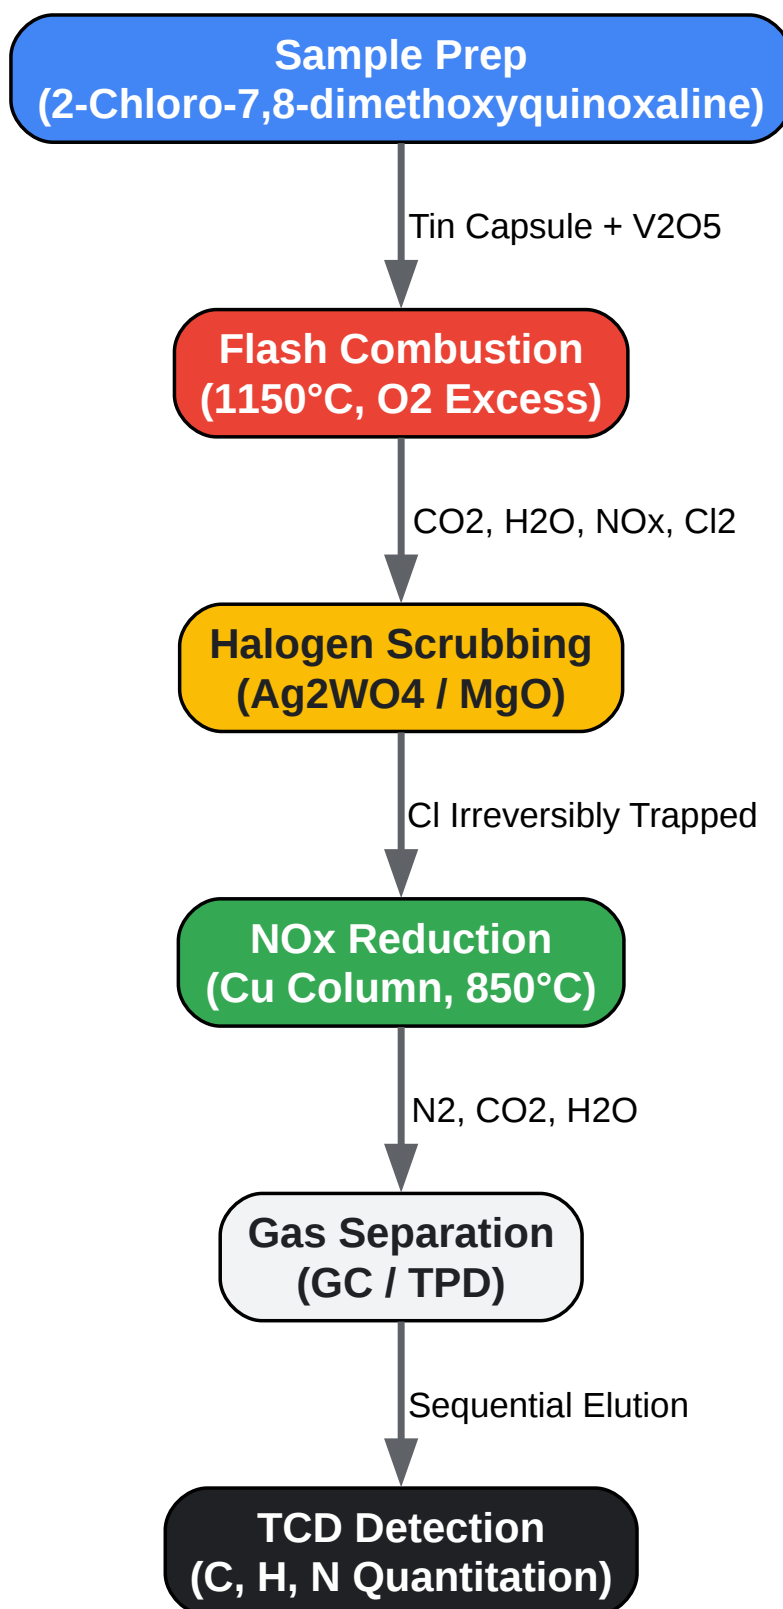 Sample Prep
(2-Chloro-7,8-dimethoxyquinoxaline)
Tin Capsule + V2O5
Flash Combustion
(1150°C, O2 Excess)
CO2, H2O, NOx, Cl2
Halogen Scrubbing
(Ag2WO4 / MgO)
Cl Irreversibly Trapped
NOx Reduction
(Cu Column, 850°C)
N2, CO2, H2O
Gas Separation
(GC / TPD)
Sequential Elution
TCD Detection
(C, H, N Quantitation)